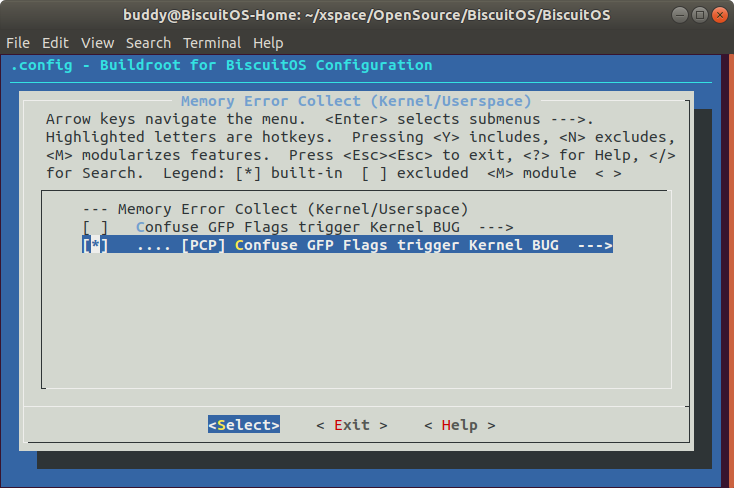 buddy@BiscuitOS-Home: ~/xspace/OpenSource/BiscuitOS/BiscuitOS
File Edit View Search Terminal Help
.config - Buildroot for BiscuitOS Configuration
Memory Error Collect (Kernel/Userspace)
Arrow keys navigate the menu. <Enter> selects submenus --->.
Highlighted letters are hotkeys. Pressing <Y> includes, <N> excludes,
<M> modularizes features. Press <Esc><Esc> to exit, <?> for Help, </>
for Search. Legend: [*] built-in [ ] excluded <M> module < >
--- Memory Error Collect (Kernel/Userspace)
[ ] Confuse GFP Flags trigger Kernel BUG --->
[*] .... [PCP] Confuse GFP Flags trigger Kernel BUG --->
<Select> < Exit > < Help >